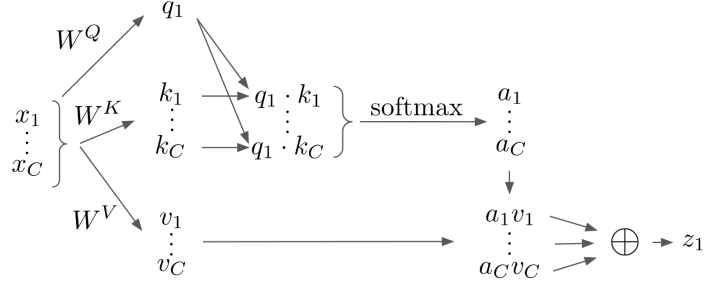 q₁
W^Q
x₁
⋮
x_C
W^K
k₁
⋮
k_C
q₁ · k₁
⋮
q₁ · k_C
softmax
a₁
⋮
a_C
W^V
v₁
⋮
v_C
a₁v₁
⋮
a_Cv_C
⊕
z₁